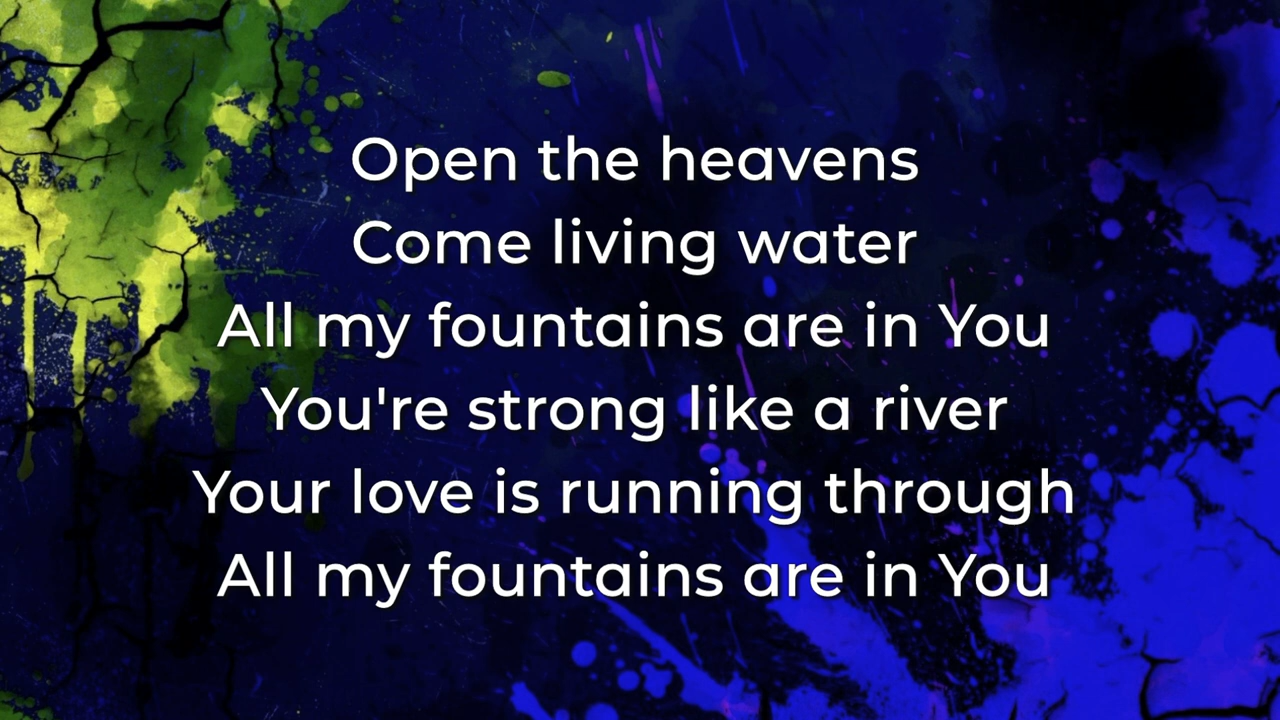 Open the heavens
Come living water
All my fountains are in You
You're strong like a river
Your love is running through
All my fountains are in You